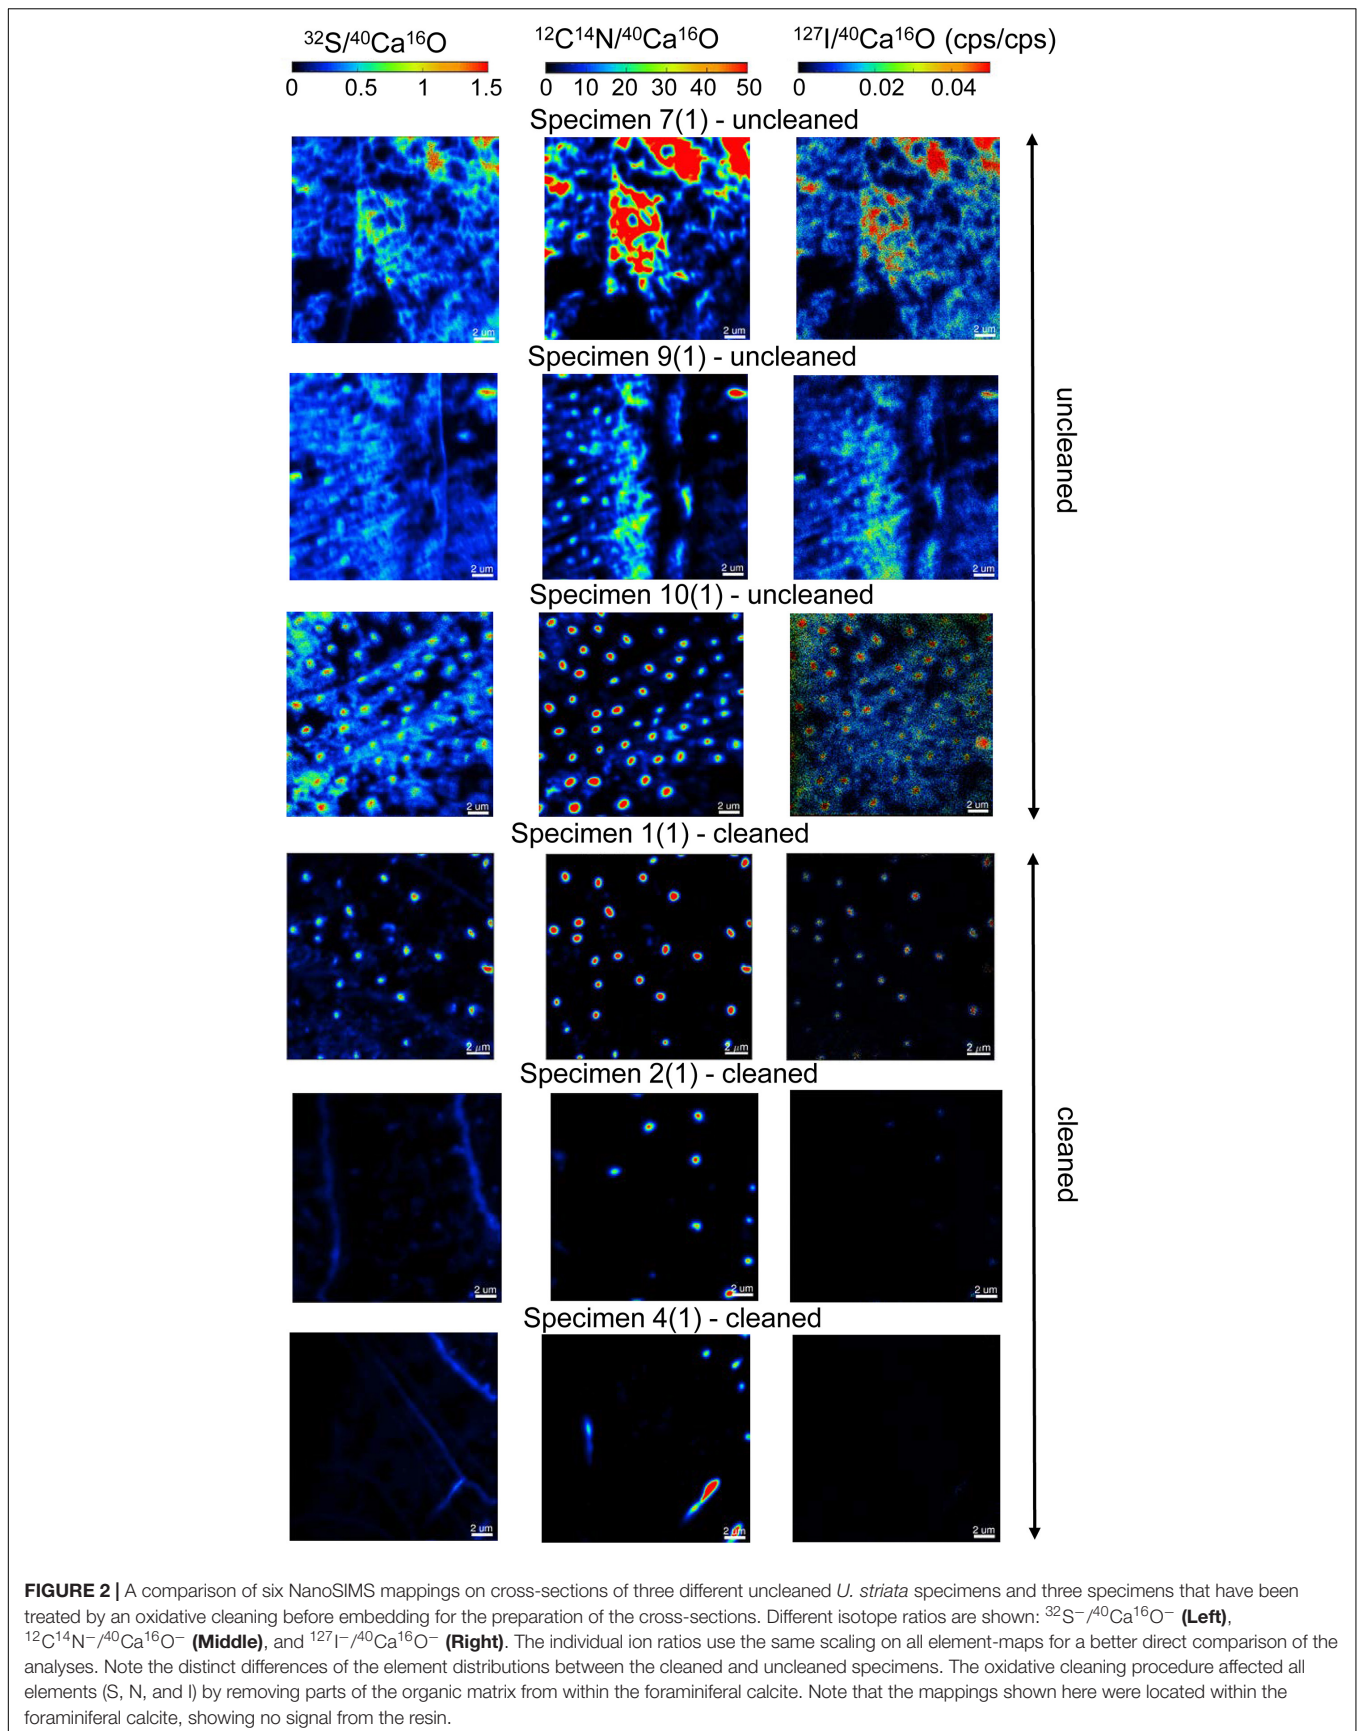 ³²S/⁴⁰Ca¹⁶O ¹²C¹⁴N/⁴⁰Ca¹⁶O ¹²⁷I/⁴⁰Ca¹⁶O (cps/cps)
0 0.5 1 1.5 0 10 20 30 40 50 0 0.02 0.04
Specimen 7(1) - uncleaned
2 um 2 um 2 um
Specimen 9(1) - uncleaned
2 um 2 um 2 um
uncleaned
Specimen 10(1) - uncleaned
2 um 2 um 2 um
Specimen 1(1) - cleaned
2 μm 2 μm 2 μm
Specimen 2(1) - cleaned
2 um 2 um 2 um
cleaned
Specimen 4(1) - cleaned
2 um 2 um 2 um
FIGURE 2 | A comparison of six NanoSIMS mappings on cross-sections of three different uncleaned U. striata specimens and three specimens that have been
treated by an oxidative cleaning before embedding for the preparation of the cross-sections. Different isotope ratios are shown: ³²S⁻/⁴⁰Ca¹⁶O⁻ (Left),
¹²C¹⁴N⁻/⁴⁰Ca¹⁶O⁻ (Middle), and ¹²⁷I⁻/⁴⁰Ca¹⁶O⁻ (Right). The individual ion ratios use the same scaling on all element-maps for a better direct comparison of the
analyses. Note the distinct differences of the element distributions between the cleaned and uncleaned specimens. The oxidative cleaning procedure affected all
elements (S, N, and I) by removing parts of the organic matrix from within the foraminiferal calcite. Note that the mappings shown here were located within the
foraminiferal calcite, showing no signal from the resin.